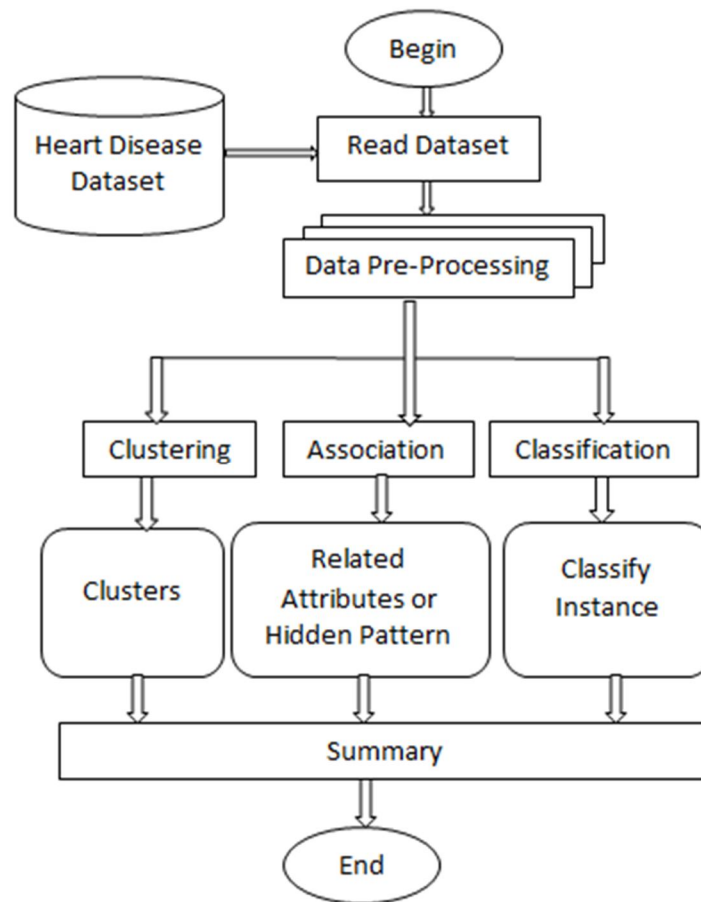 Begin
Heart Disease
Dataset
Read Dataset
Data Pre-Processing
Clustering
Association
Classification
Clusters
Related
Attributes or
Hidden Pattern
Classify
Instance
Summary
End